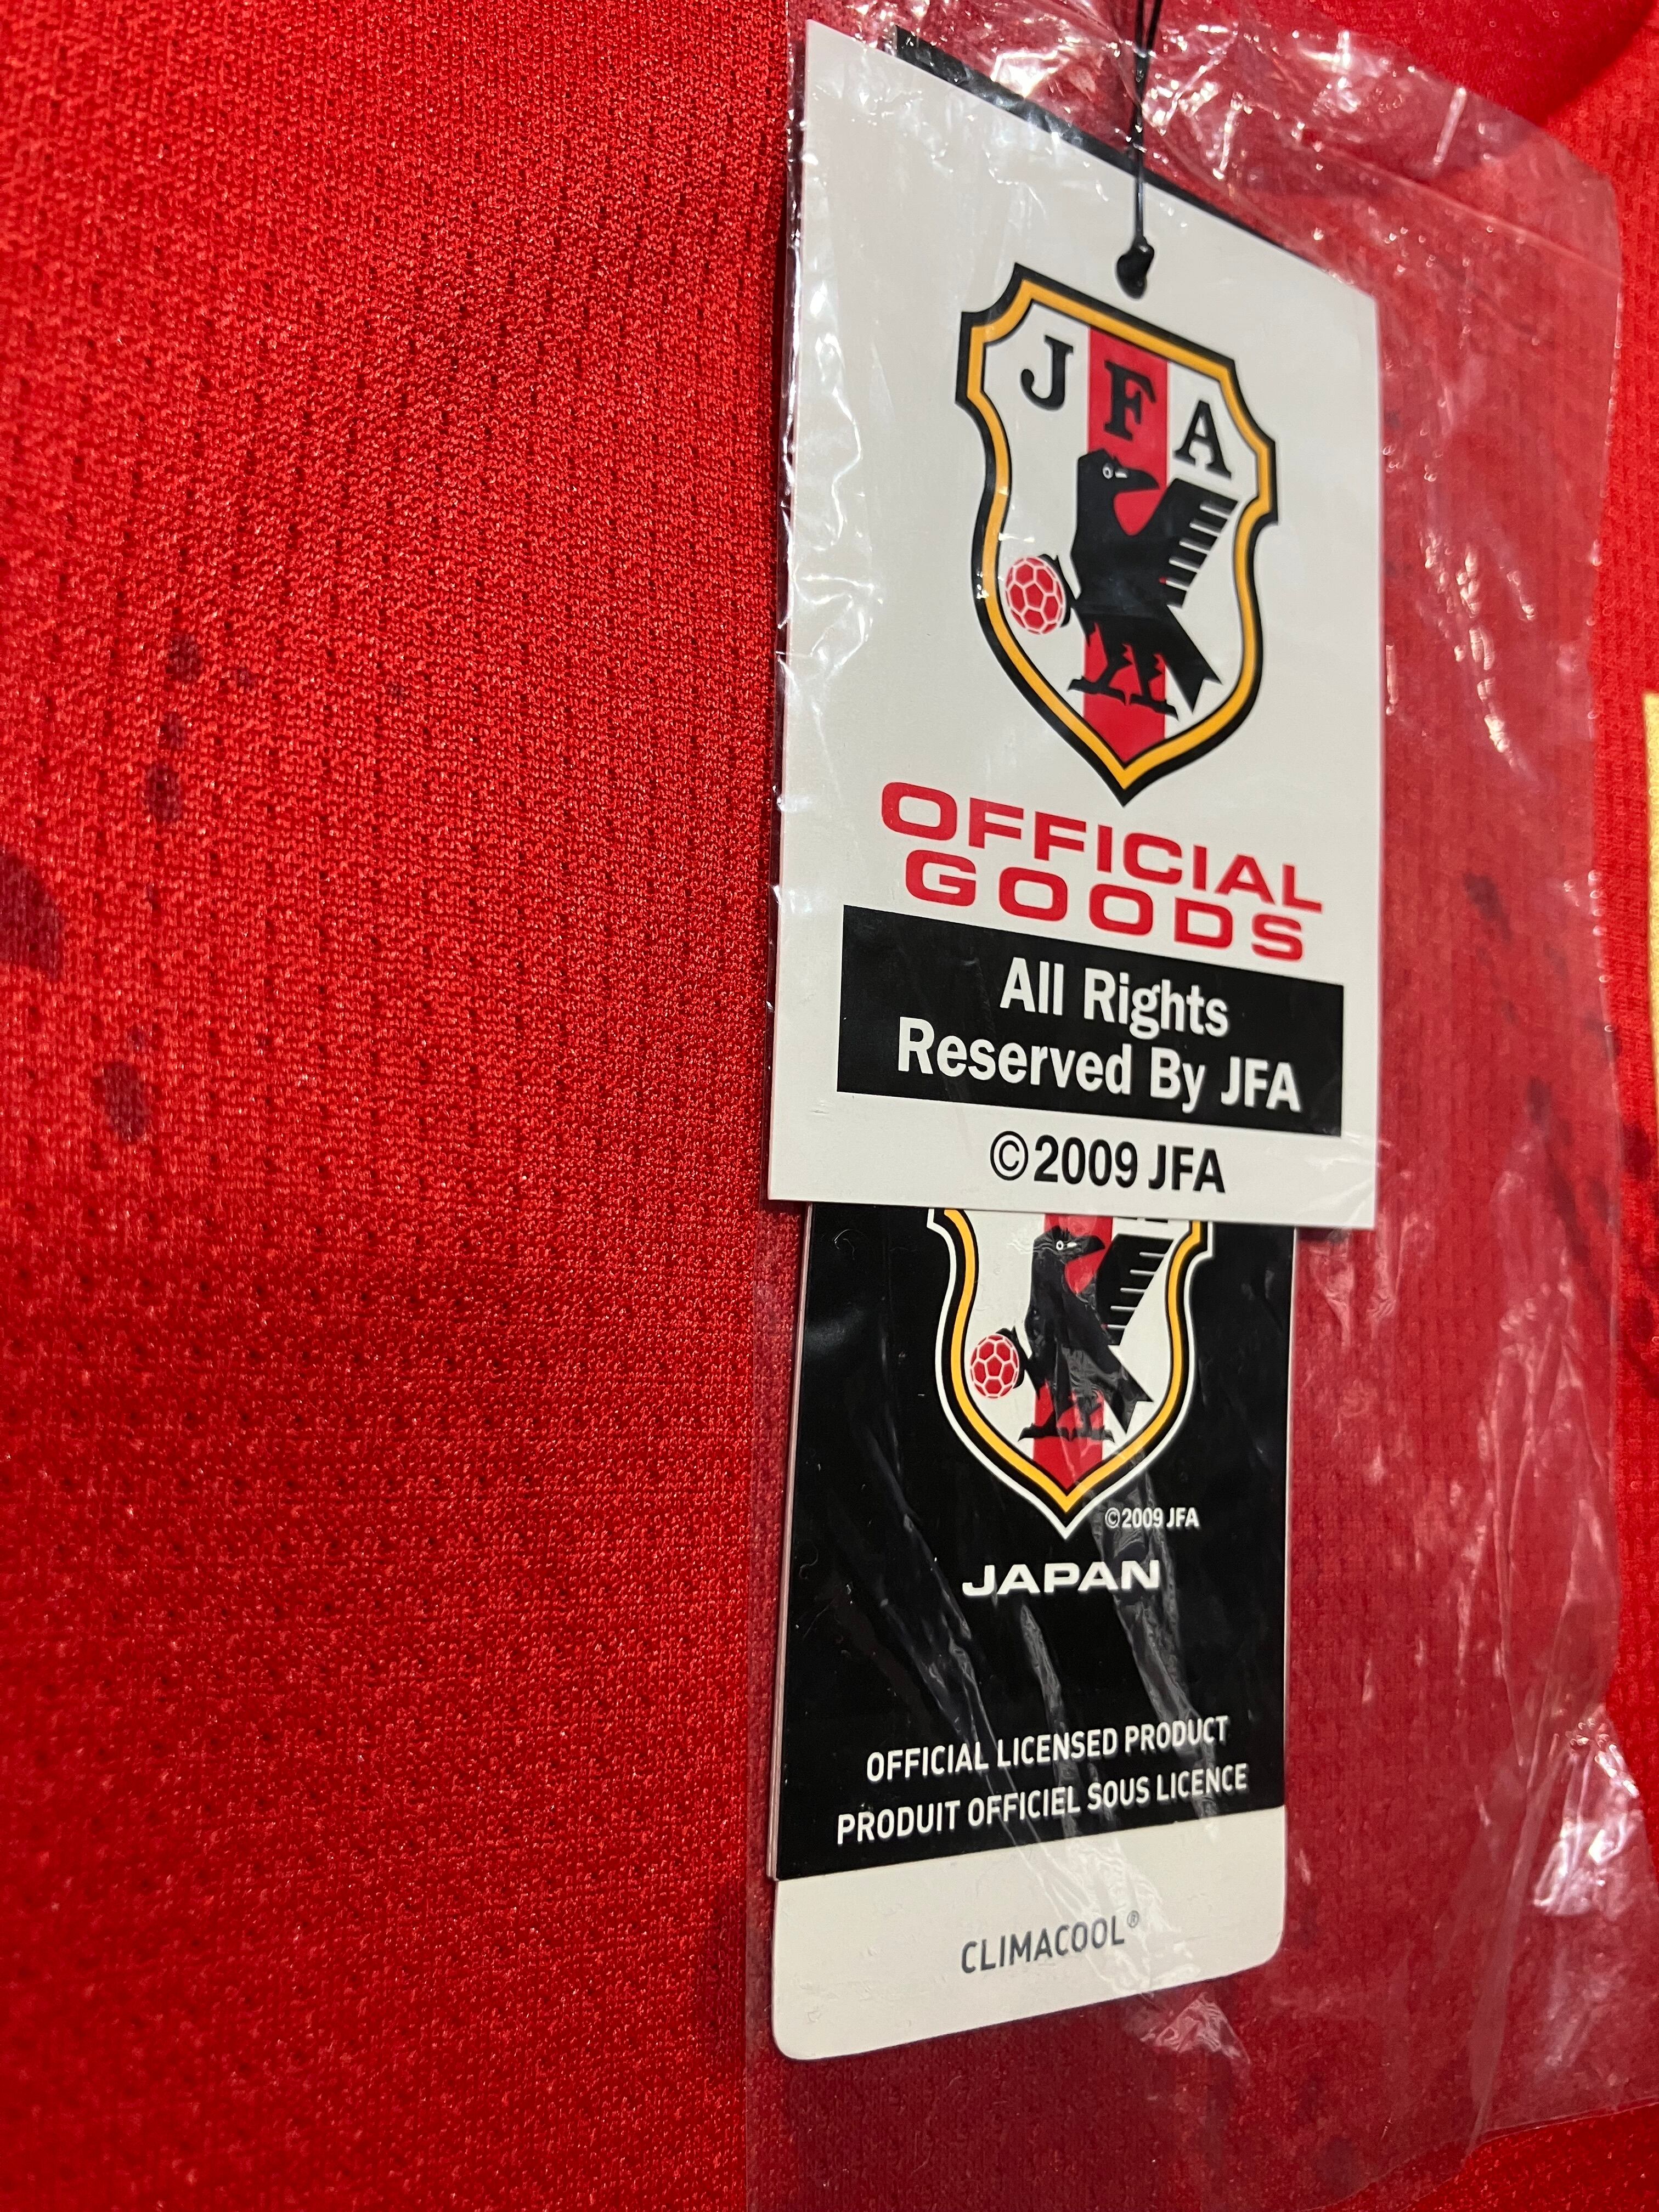 JFA
OFFICIAL
GOODS
All Rights
Reserved By JFA
©2009 JFA
©2009 JFA
JAPAN
OFFICIAL LICENSED PRODUCT
PRODUIT OFFICIEL SOUS LICENCE
CLIMACOOL®